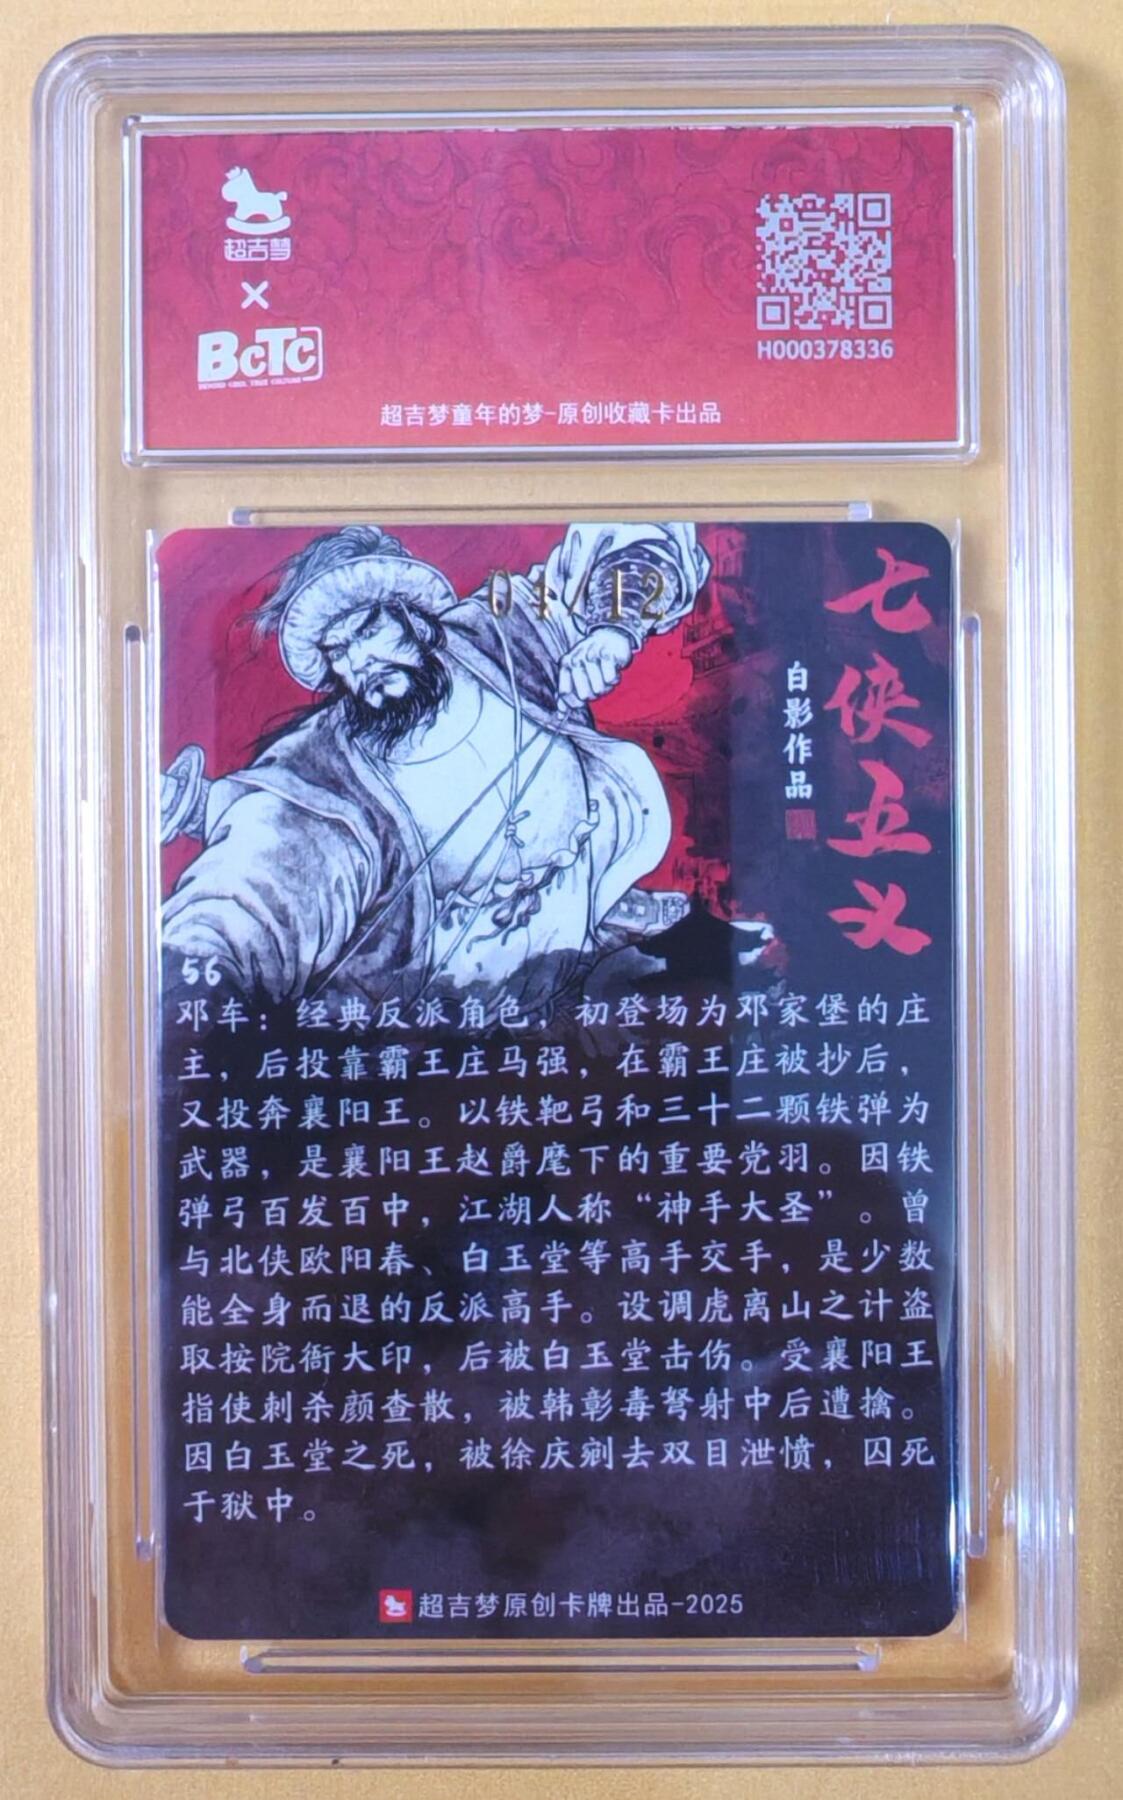 超吉梦
×
BCTC
BEYOND COOL TRUE CULTURE
H000378336
超吉梦童年的梦-原创收藏卡出品
01/12
七侠五义
白影作品
56
邓车：经典反派角色，初登场为邓家堡的庄
主，后投靠霸王庄马强，在霸王庄被抄后，
又投奔襄阳王。以铁靶弓和三十二颗铁弹为
武器，是襄阳王赵爵麾下的重要党羽。因铁
弹弓百发百中，江湖人称“神手大圣”。曾
与北侠欧阳春、白玉堂等高手交手，是少数
能全身而退的反派高手。设调虎离山之计盗
取按院衙大印，后被白玉堂击伤。受襄阳王
指使刺杀颜查散，被韩彰毒弩射中后遭擒。
因白玉堂之死，被徐庆剜去双目泄愤，囚死
于狱中。
超吉梦原创卡牌出品-2025